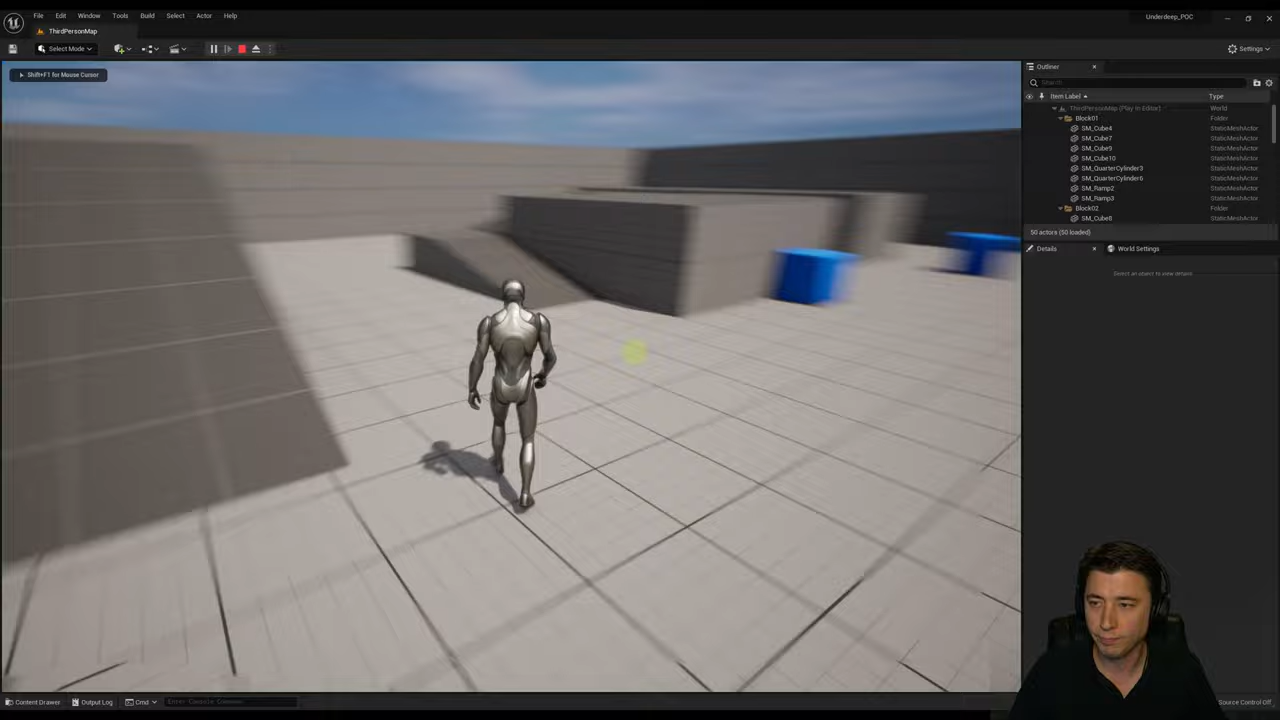 File Edit Window Tools Build Select Actor Help
Underdeep_POC
ThirdPersonMap
Select Mode
Settings
Shift+F1 for Mouse Cursor
Outliner
Search...
Item Label Type
ThirdPersonMap (Play In Editor) World
Block01 Folder
SM_Cube4 StaticMeshActor
SM_Cube7 StaticMeshActor
SM_Cube9 StaticMeshActor
SM_Cube10 StaticMeshActor
SM_QuarterCylinder3 StaticMeshActor
SM_QuarterCylinder6 StaticMeshActor
SM_Ramp2 StaticMeshActor
SM_Ramp3 StaticMeshActor
Block02 Folder
SM_Cube8 StaticMeshActor
50 actors (50 loaded)
Details World Settings
Select an object to view details.
Content Drawer Output Log Cmd Enter Console Command Source Control Off